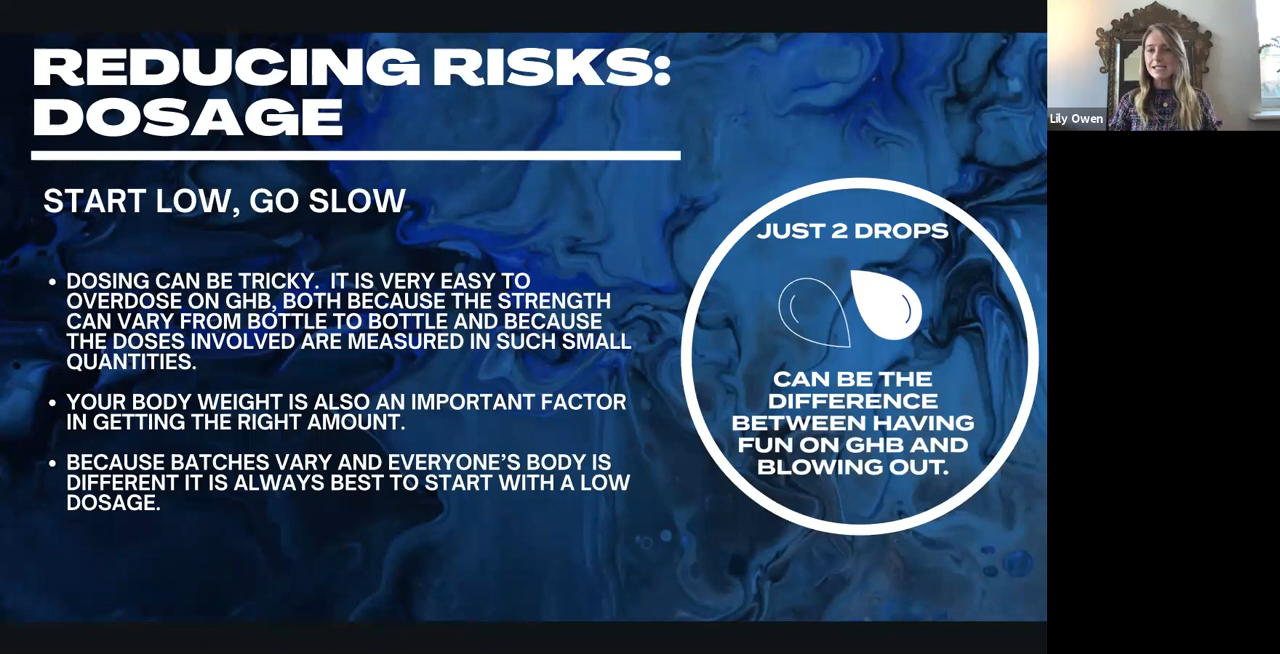 REDUCING RISKS:
DOSAGE
START LOW, GO SLOW
• DOSING CAN BE TRICKY. IT IS VERY EASY TO
OVERDOSE ON GHB, BOTH BECAUSE THE STRENGTH
CAN VARY FROM BOTTLE TO BOTTLE AND BECAUSE
THE DOSES INVOLVED ARE MEASURED IN SUCH SMALL
QUANTITIES.
• YOUR BODY WEIGHT IS ALSO AN IMPORTANT FACTOR
IN GETTING THE RIGHT AMOUNT.
• BECAUSE BATCHES VARY AND EVERYONE'S BODY IS
DIFFERENT IT IS ALWAYS BEST TO START WITH A LOW
DOSAGE.
JUST 2 DROPS
CAN BE THE
DIFFERENCE
BETWEEN HAVING
FUN ON GHB AND
BLOWING OUT.
Lily Owen